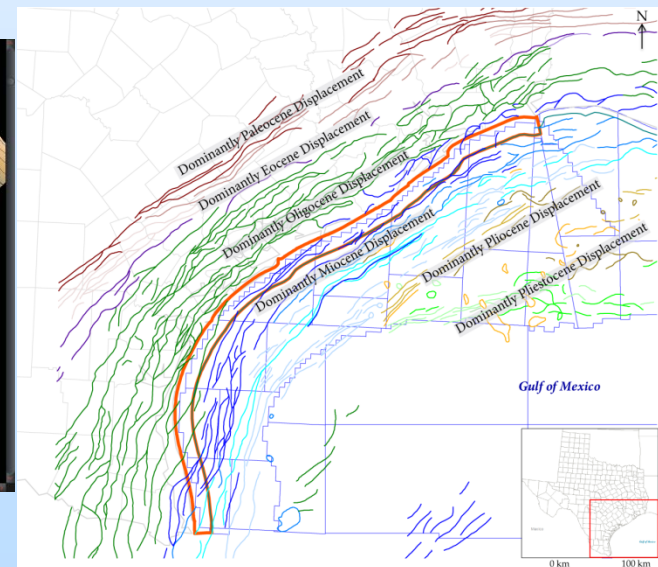 N
Dominantly Paleocene Displacement
Dominantly Eocene Displacement
Dominantly Oligocene Displacement
Dominantly Miocene Displacement
Dominantly Pliocene Displacement
Dominantly Pliestocene Displacement
Gulf of Mexico
0 km
100 km